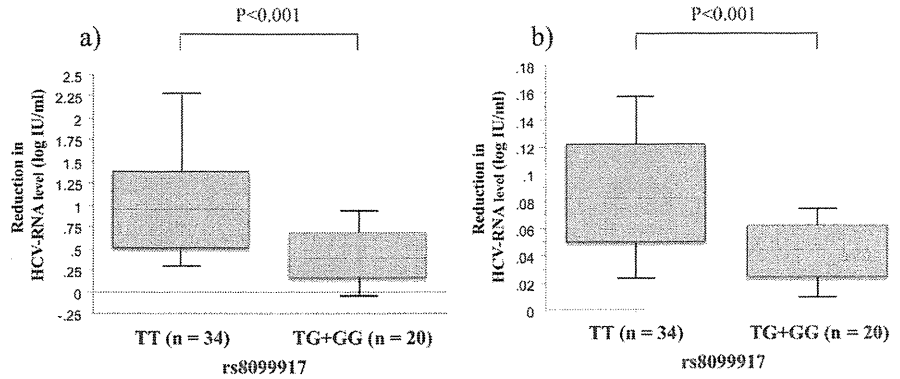 a)
P<0.001
Reduction in
HCV-RNA level (log IU/ml)
2.5
2.25
2
1.75
1.5
1.25
1
.75
.5
.25
0
-.25
TT (n = 34)
TG+GG (n = 20)
rs8099917
b)
P<0.001
Reduction in
HCV-RNA level (log IU/ml)
.18
.16
.14
.12
.1
.08
.06
.04
.02
0
TT (n = 34)
TG+GG (n = 20)
rs8099917